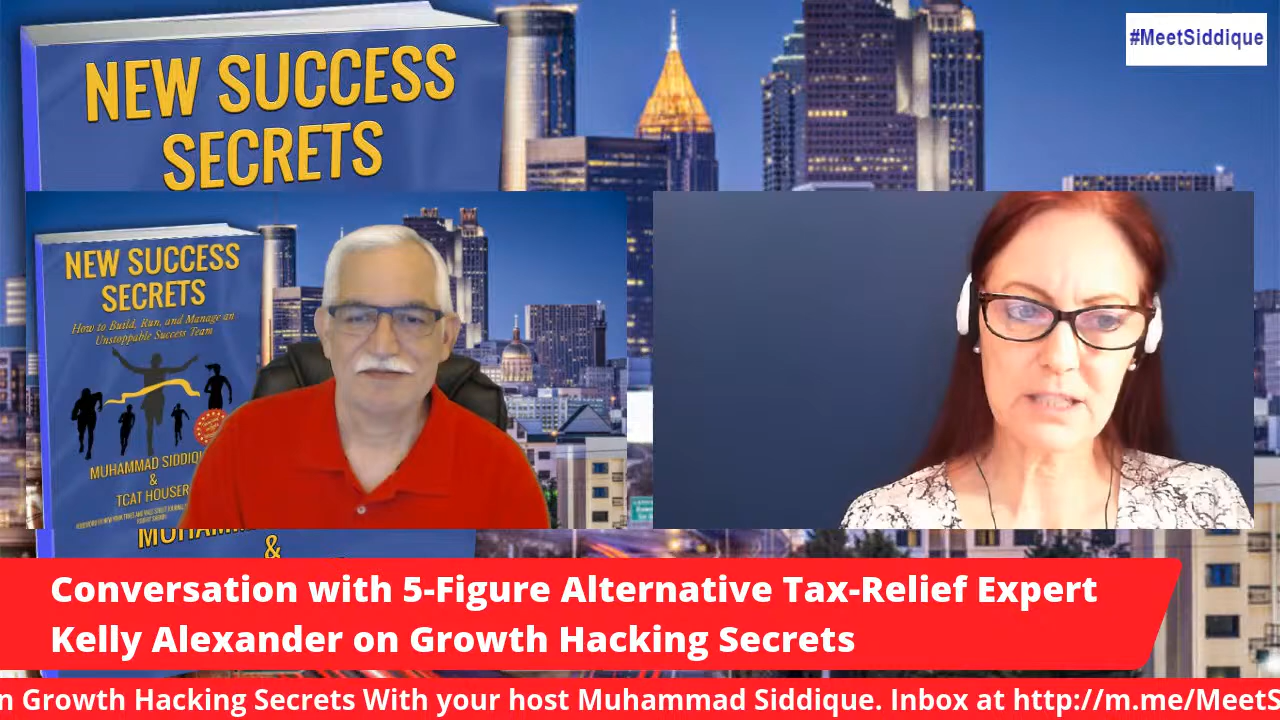 #MeetSiddique
NEW SUCCESS
SECRETS
NEW SUCCESS
SECRETS
How to Build, Run, and Manage an
Unstoppable Success Team
MUHAMMAD SIDDIQU
&
TCAT HOUSER
MUHAMM
&
Conversation with 5-Figure Alternative Tax-Relief Expert
Kelly Alexander on Growth Hacking Secrets
n Growth Hacking Secrets With your host Muhammad Siddique. Inbox at http://m.me/MeetS